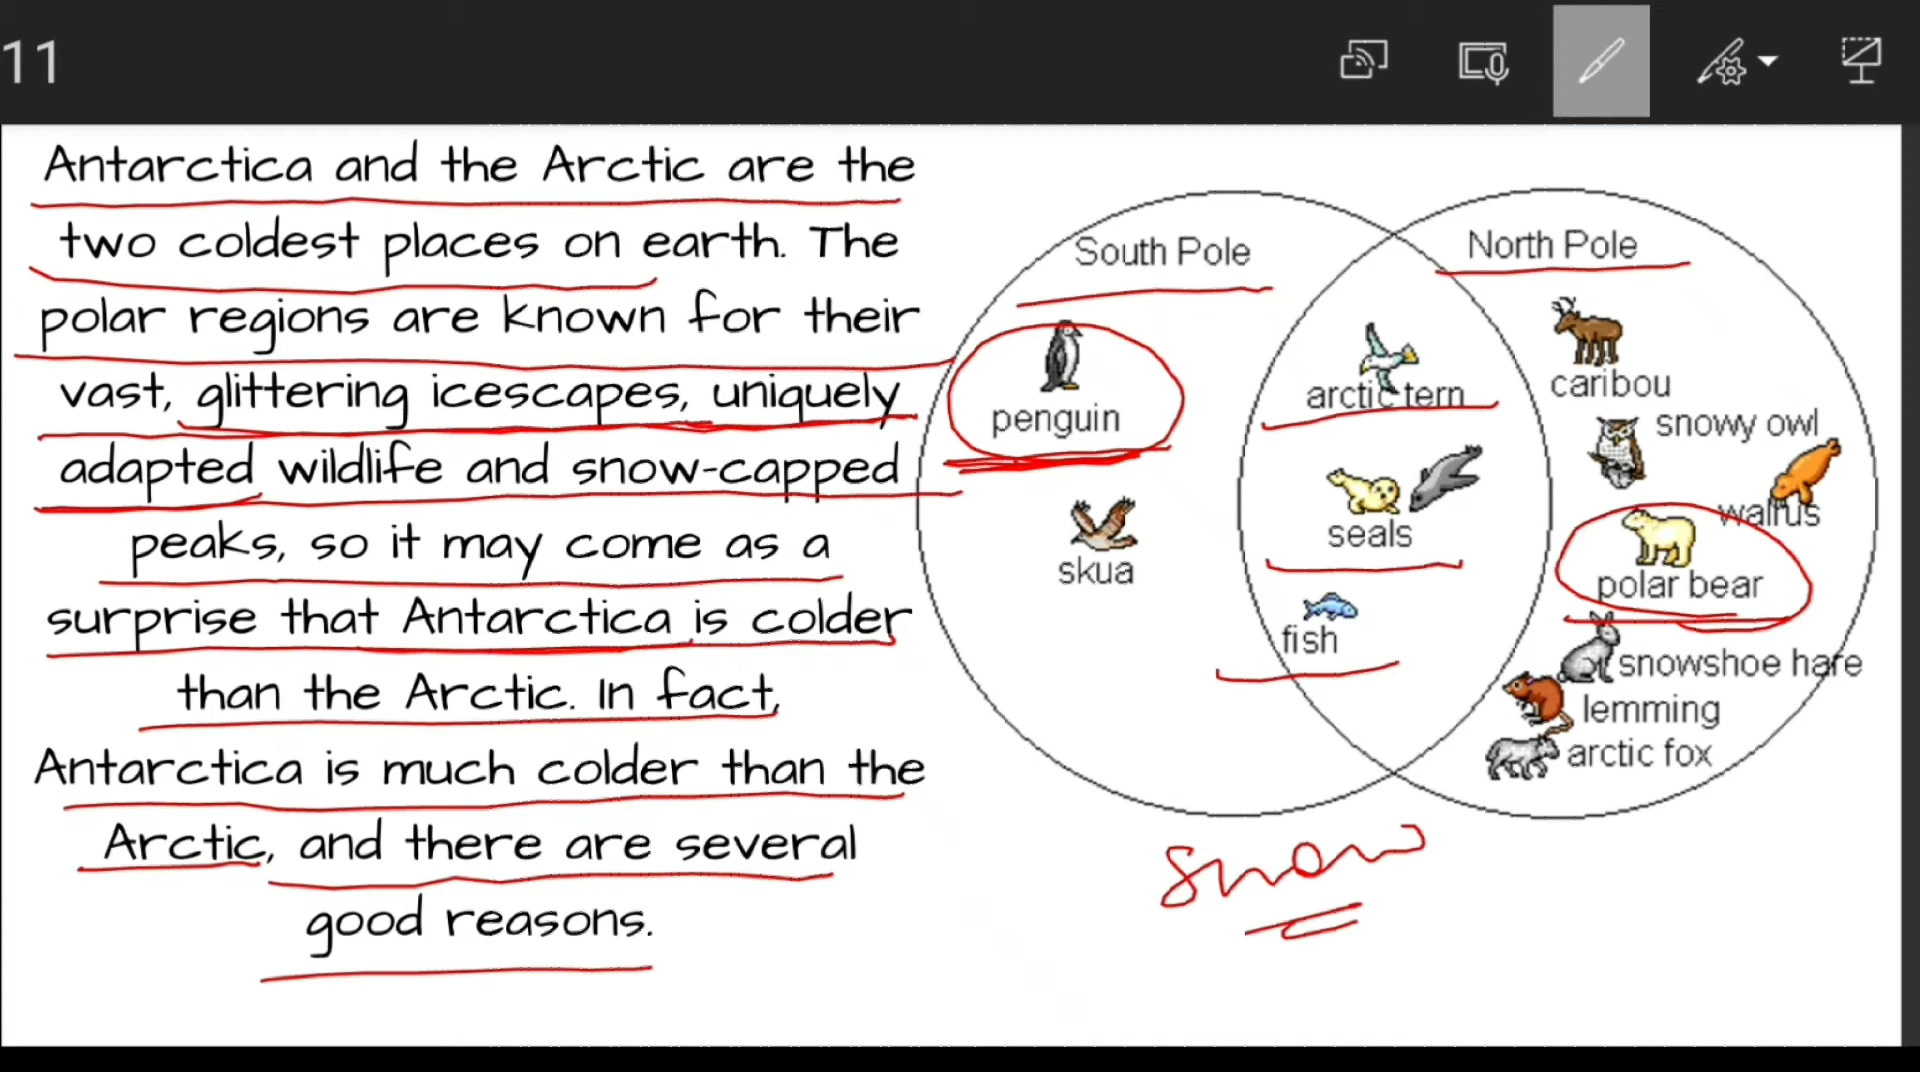 11
Antarctica and the Arctic are the
two coldest places on earth. The
polar regions are known for their
vast, glittering icescapes, uniquely
adapted wildlife and snow-capped
peaks, so it may come as a
surprise that Antarctica is colder
than the Arctic. In fact,
Antarctica is much colder than the
Arctic, and there are several
good reasons.
South Pole
penguin
skua
arctic tern
seals
fish
North Pole
caribou
snowy owl
walrus
polar bear
snowshoe hare
lemming
arctic fox
snow